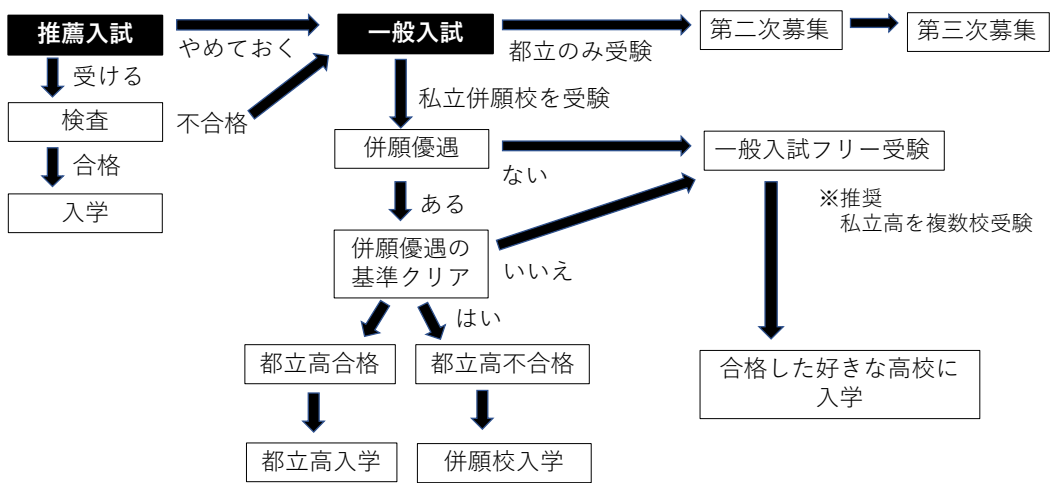 推薦入試
やめておく
一般入試
都立のみ受験
第二次募集
第三次募集
受ける
私立併願校を受験
検査
不合格
併願優遇
ない
一般入試フリー受験
合格
入学
ある
※推奨
私立高を複数校受験
併願優遇の
基準クリア
いいえ
はい
都立高合格
都立高不合格
合格した好きな高校に
入学
都立高入学
併願校入学